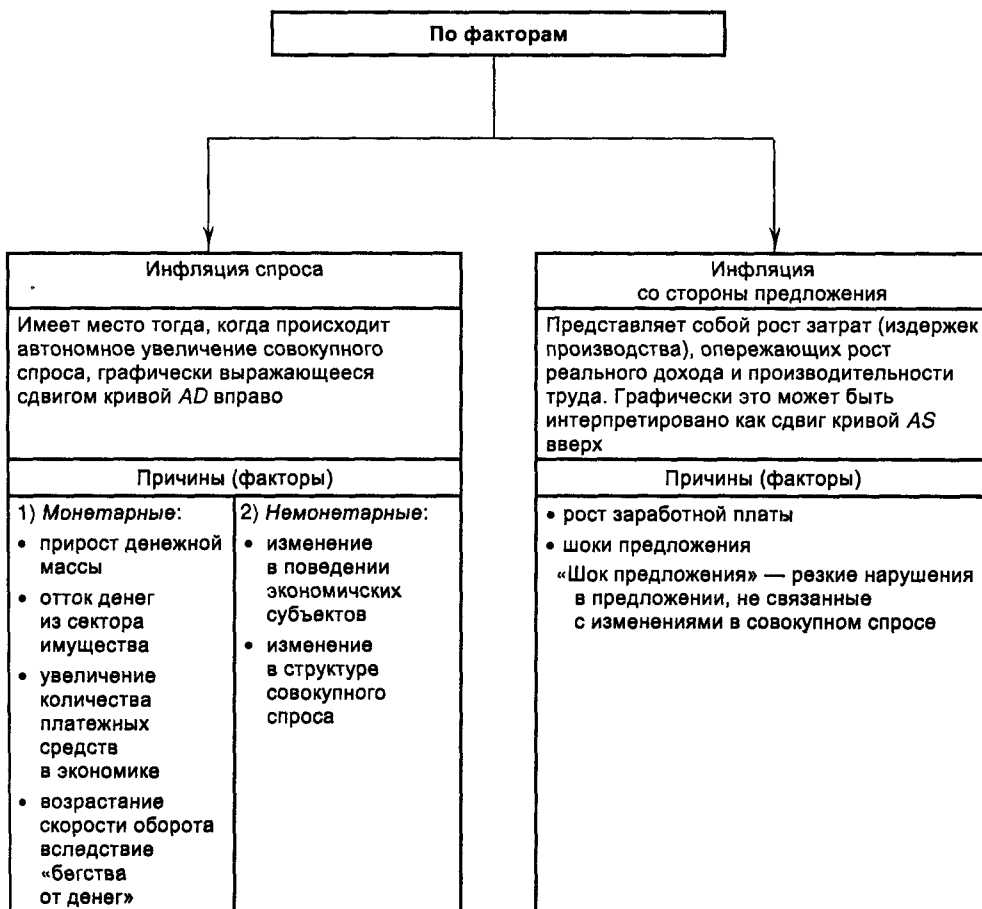 По факторам
Инфляция спроса
Имеет место тогда, когда происходит
автономное увеличение совокупного
спроса, графически выражающееся
сдвигом кривой AD вправо
Причины (факторы)
1) Монетарные:
• прирост денежной
массы
• отток денег
из сектора
имущества
• увеличение
количества
платежных
средств
в экономике
• возрастание
скорости оборота
вследствие
«бегства
от денег»
2) Немонетарные:
• изменение
в поведении
экономичских
субъектов
• изменение
в структуре
совокупного
спроса
Инфляция
со стороны предложения
Представляет собой рост затрат (издержек
производства), опережающих рост
реального дохода и производительности
труда. Графически это может быть
интерпретировано как сдвиг кривой AS
вверх
Причины (факторы)
• рост заработной платы
• шоки предложения
«Шок предложения» — резкие нарушения
в предложении, не связанные
с изменениями в совокупном спросе